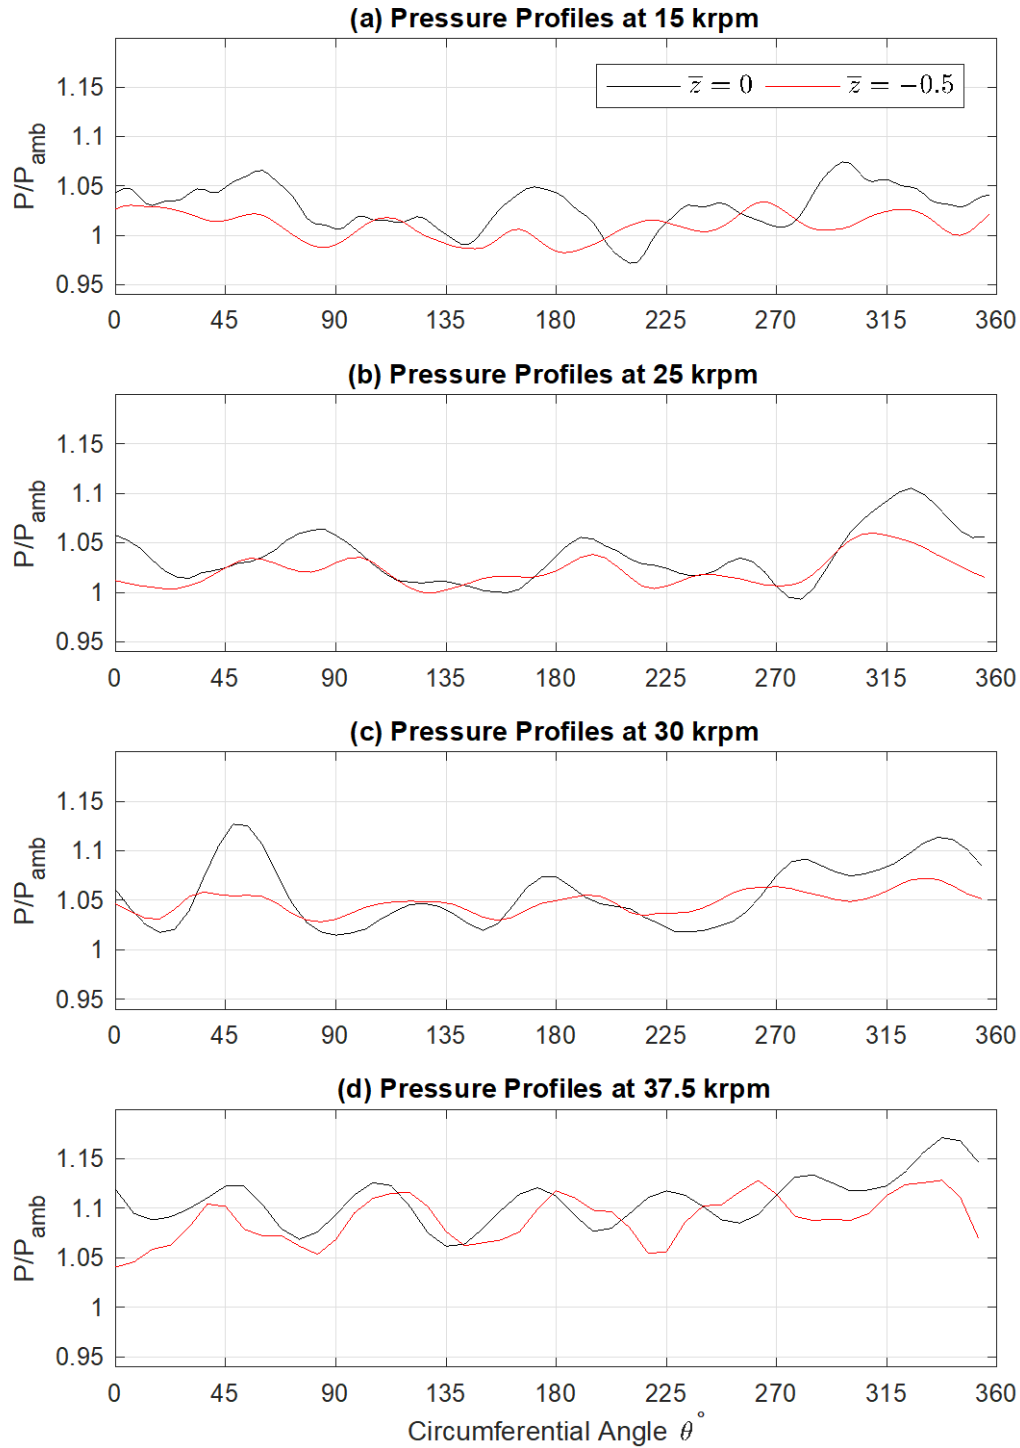 (a) Pressure Profiles at 15 krpm
z̅ = 0 z̅ = −0.5
P/P_amb
1.15
1.1
1.05
1
0.95
0 45 90 135 180 225 270 315 360
(b) Pressure Profiles at 25 krpm
P/P_amb
1.15
1.1
1.05
1
0.95
0 45 90 135 180 225 270 315 360
(c) Pressure Profiles at 30 krpm
P/P_amb
1.15
1.1
1.05
1
0.95
0 45 90 135 180 225 270 315 360
(d) Pressure Profiles at 37.5 krpm
P/P_amb
1.15
1.1
1.05
1
0.95
0 45 90 135 180 225 270 315 360
Circumferential Angle θ°